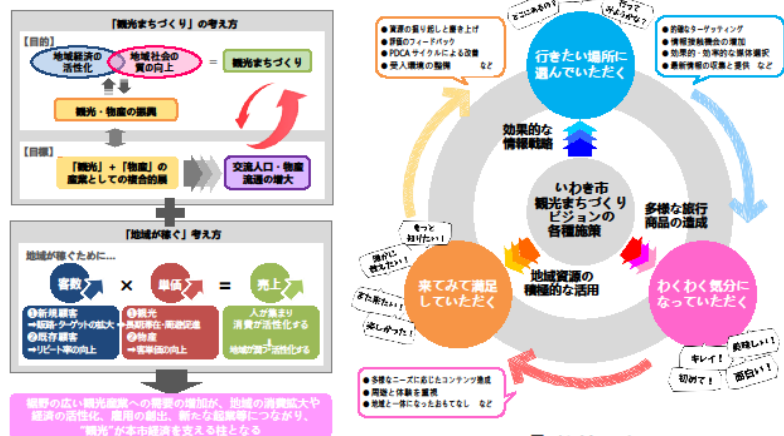 「観光まちづくり」の考え方
【目的】
地域経済の
活性化
地域社会の
質の向上
=
観光まちづくり
観光・物産の振興
【目標】
「観光」+「物産」の
産業としての複合的展
交流人口・物産
流通の増大
「地域が稼ぐ」考え方
地域が稼ぐために…
客数
×
単価
=
売上
❶新規顧客
➡販路・ターゲットの拡大
❷既存顧客
➡リピート率の向上
❶観光
➡長期滞在・周遊促進
❷物産
➡客単価の向上
人が集まり
消費が活性化する
地域が潤う・活性化する
裾野の広い観光産業への需要の増加が、地域の消費拡大や
経済の活性化、雇用の創出、新たな起業等につながり、
“観光”が本市経済を支える柱となる
どこにあるの?
行って
みようかな?
● 資源の掘り起しと磨き上げ
● 評価のフィードバック
● PDCAサイクルによる改善
● 受入環境の整備 など
行きたい場所に
選んでいただく
● 的確なターゲッティング
● 情報接触機会の増加
● 効果的・効率的な媒体選択
● 最新情報の収集と提供 など
効果的な
情報戦略
いわき市
観光まちづくり
ビジョンの
各種施策
多様な旅行
商品の造成
地域資源の
積極的な活用
もっと
知りたい!
誰かに
教えたい!
また来たい!
楽しかった!
来てみて満足
していただく
わくわく気分に
なっていただく
美味しい!
キレイ!
面白い!
初めて!
● 多様なニーズに応じたコンテンツ造成
● 周遊と体験を重視
● 地域と一体になったおもてなし など